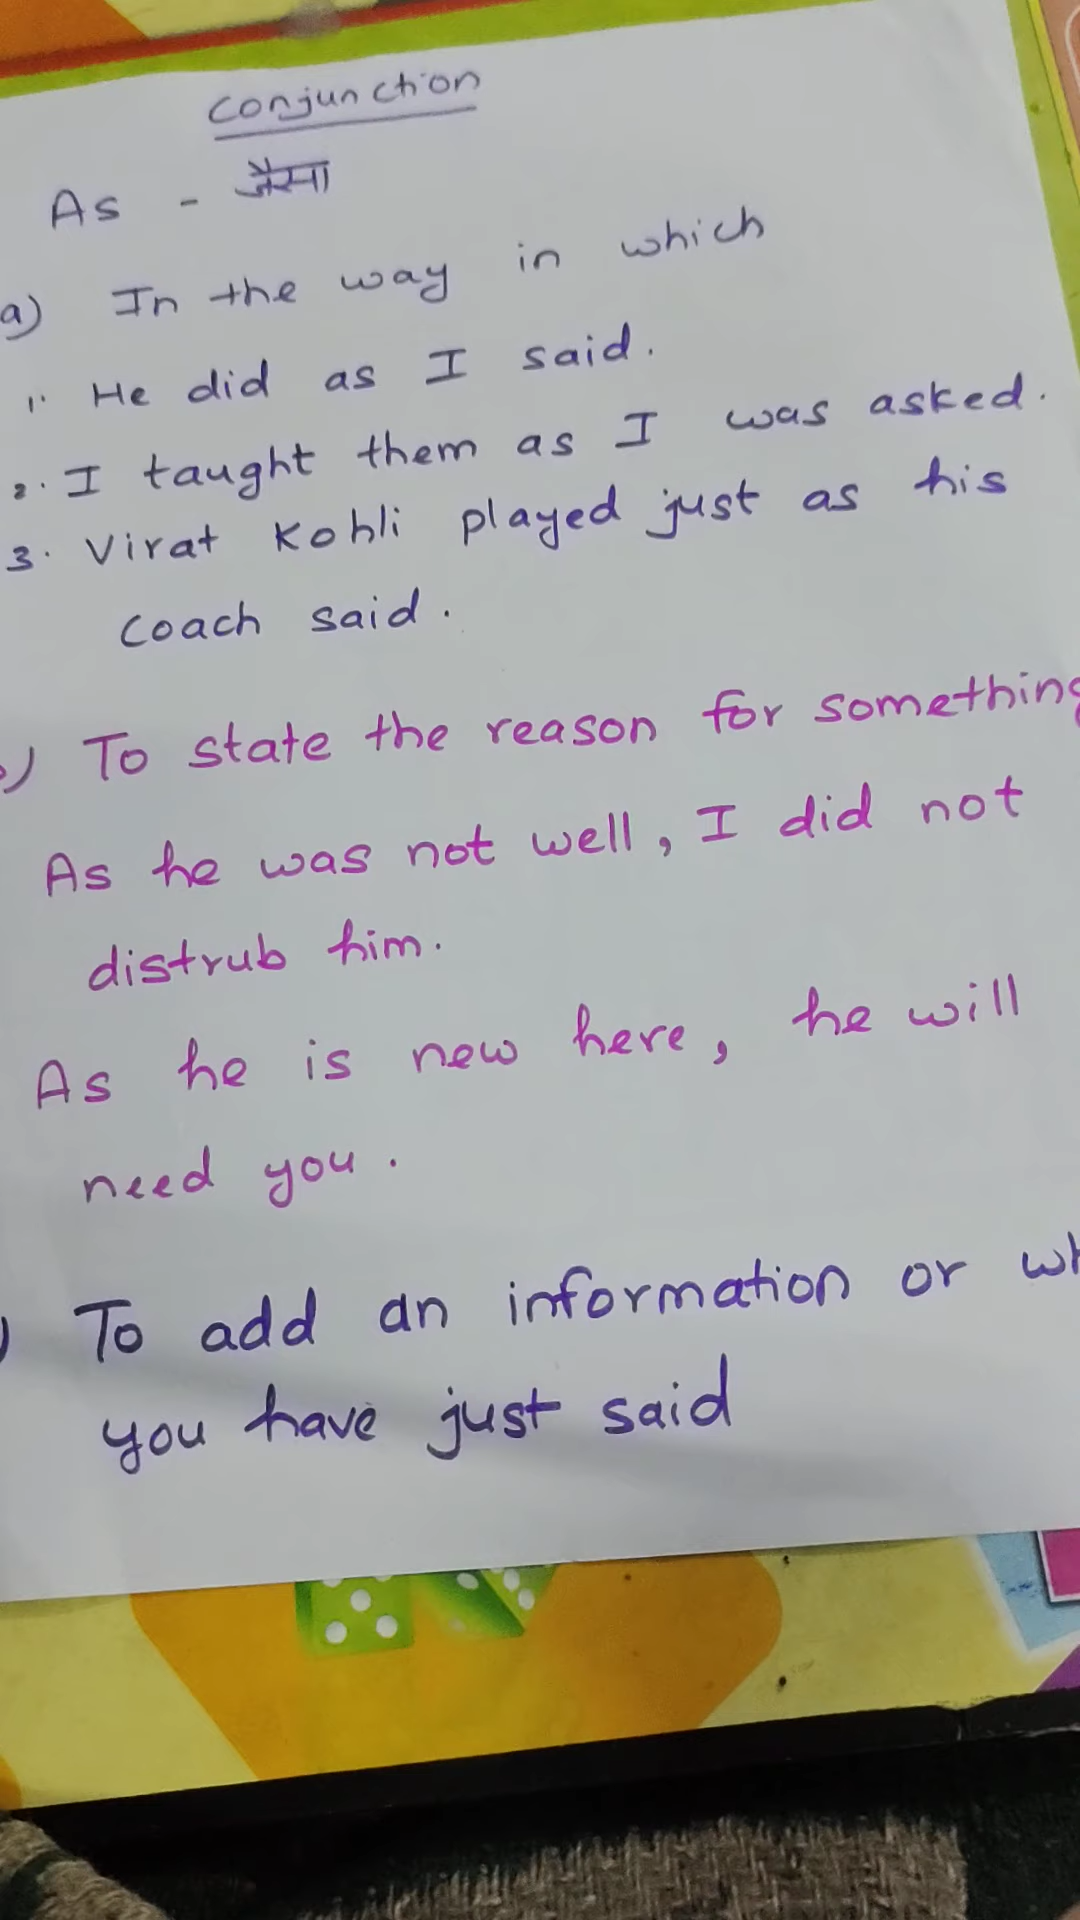 Conjunction
As - जैसा
a) In the way in which
1. He did as I said.
2. I taught them as I was asked.
3. Virat Kohli played just as his
coach said.
) To state the reason for something
As he was not well, I did not
distrub him.
As he is new here, he will
need you.
) To add an information or
you have just said